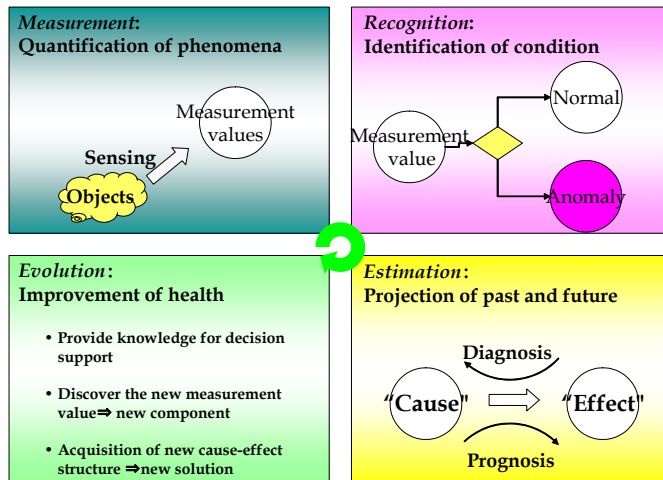 Measurement:
Quantification of phenomena
Measurement
values
Sensing
Objects
Recognition:
Identification of condition
Normal
Measurement
value
Anomaly
Evolution:
Improvement of health
• Provide knowledge for decision
support
• Discover the new measurement
value⇒ new component
• Acquisition of new cause-effect
structure ⇒new solution
Estimation:
Projection of past and future
Diagnosis
“Cause"
“Effect"
Prognosis